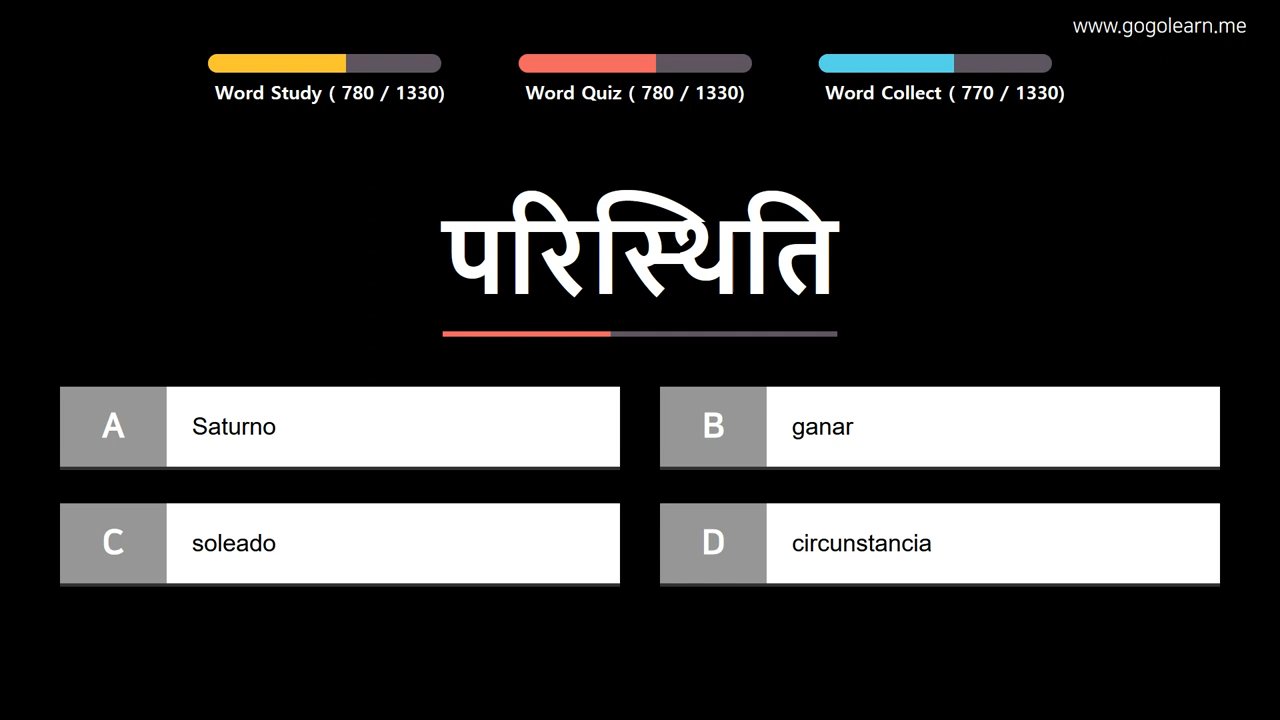 www.gogolearn.me
Word Study ( 780 / 1330)
Word Quiz ( 780 / 1330)
Word Collect ( 770 / 1330)
परिस्थिति
A Saturno
B ganar
C soleado
D circunstancia